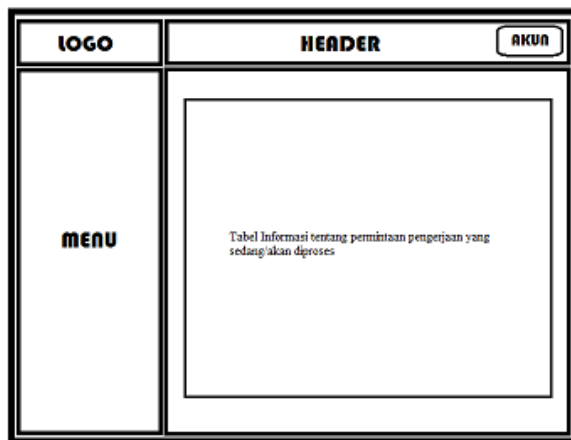 LOGO
HEADER
AKUN
MENU
Tabel Informasi tentang permintaan pengerjaan yang
sedang/akan diproses